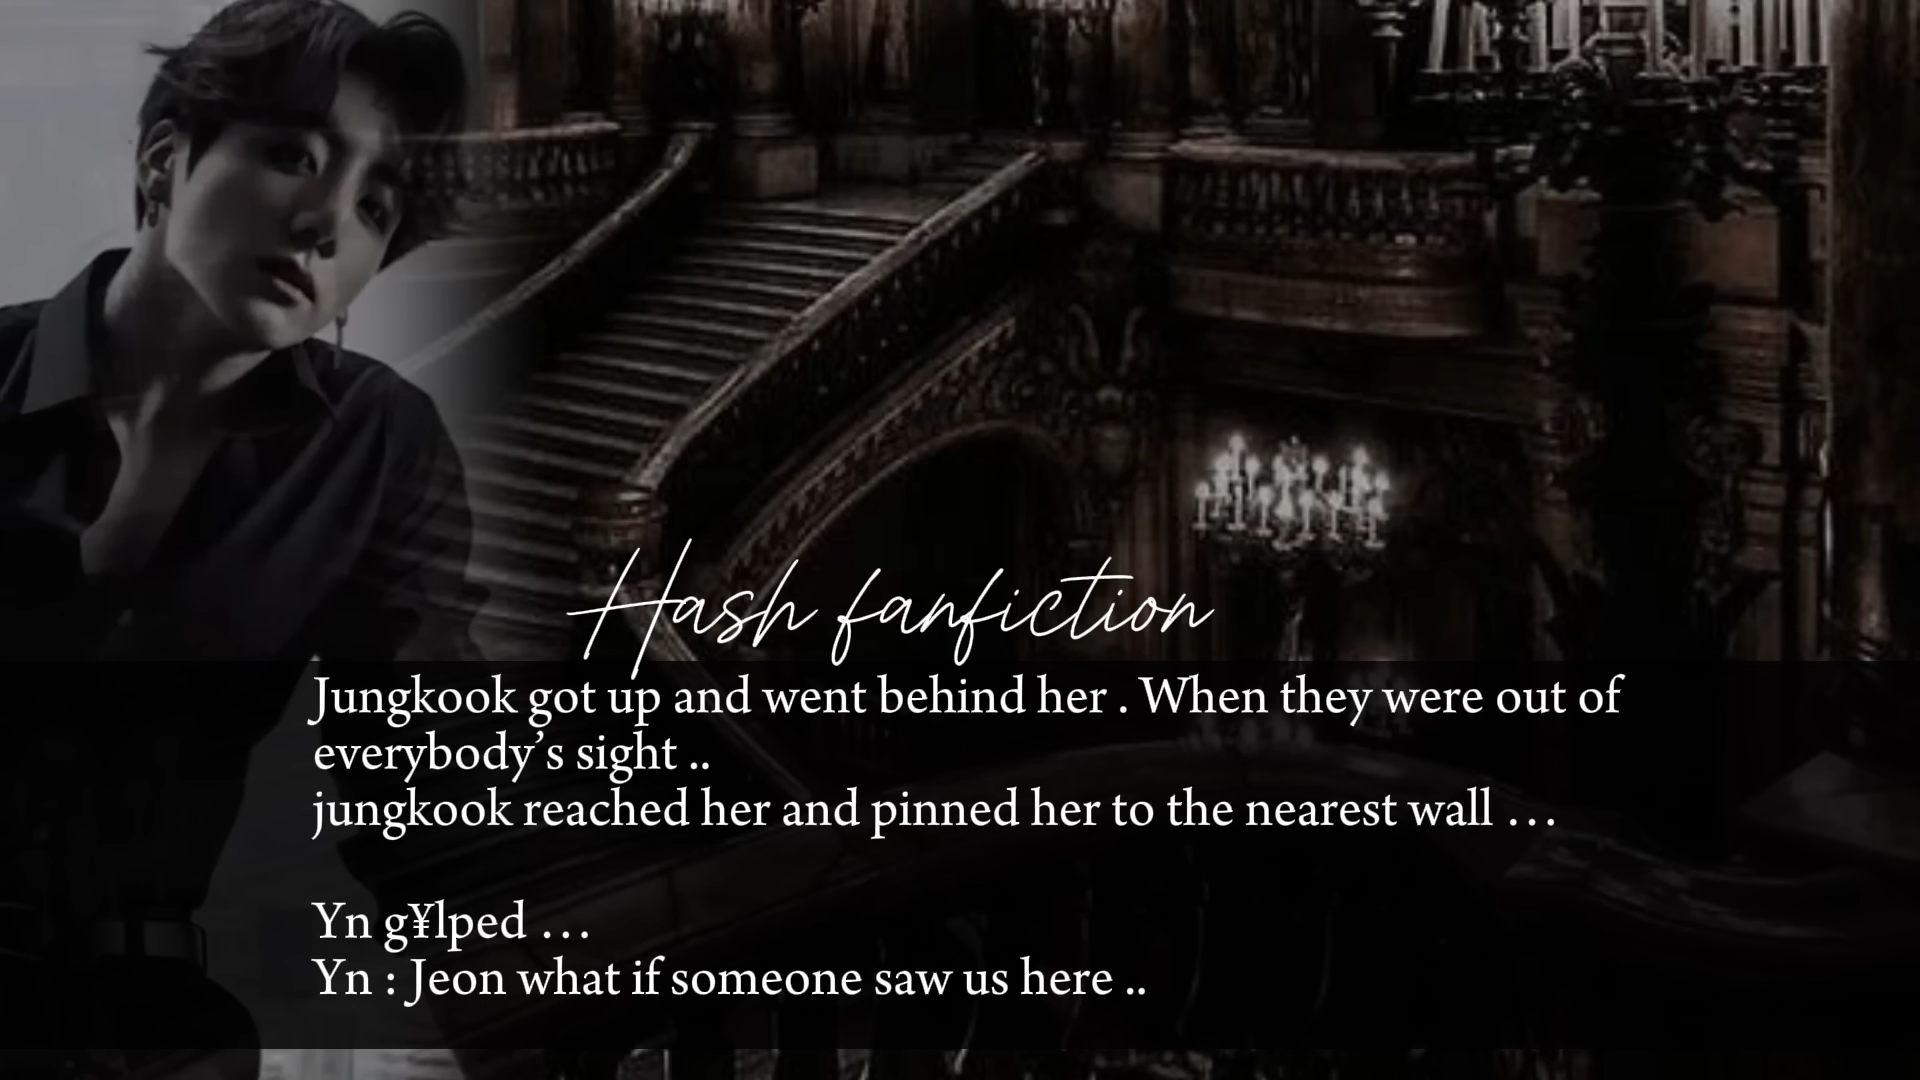 Hash fanfiction
Jungkook got up and went behind her . When they were out of
everybody’s sight ..
jungkook reached her and pinned her to the nearest wall …
Yn g¥lped …
Yn : Jeon what if someone saw us here ..